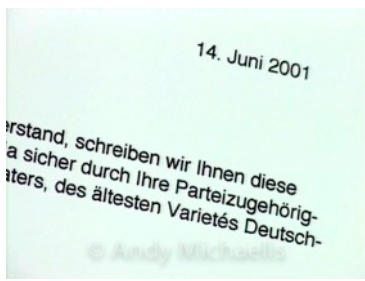 14. Juni 2001
erstand, schreiben wir Ihnen diese
ja sicher durch Ihre Parteizugehörig-
aters, des ältesten Varietés Deutsch-
© Andy Michaelis